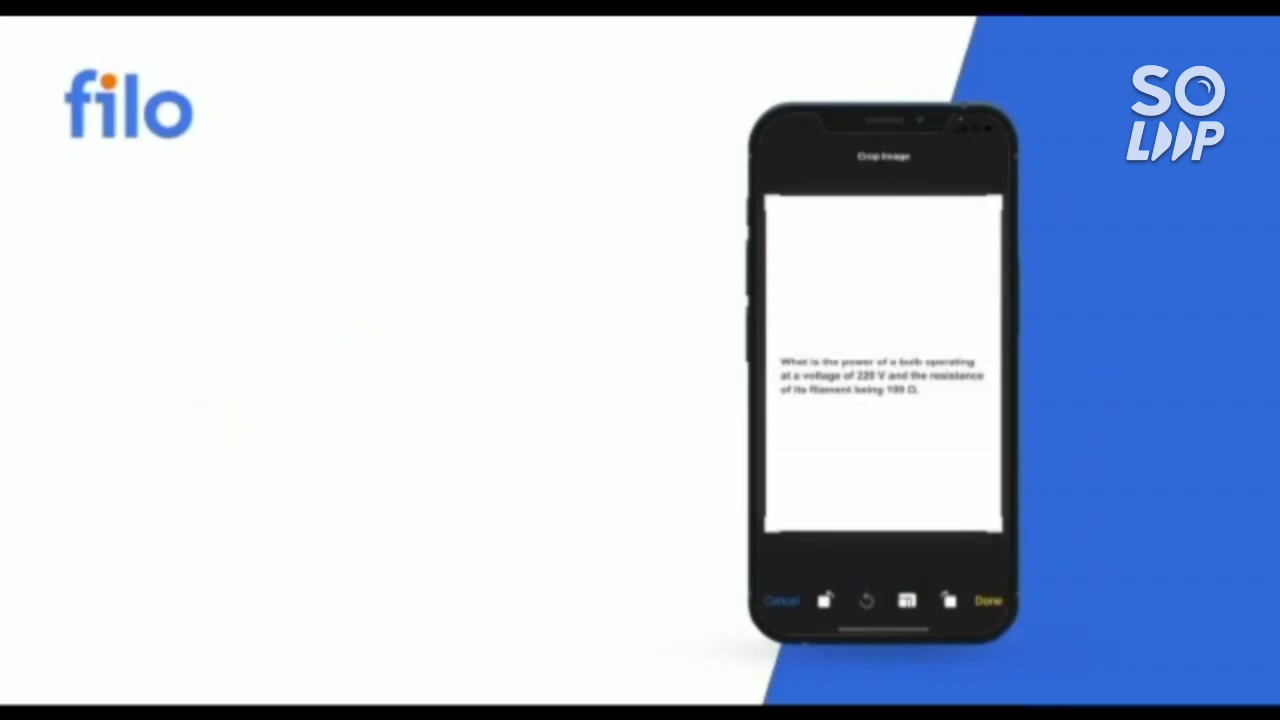 filo
SO
LOOP
Crop Image
What is the power of a bulb operating
at a voltage of 220 V and the resistance
of its filament being 100 Ω.
Cancel
Done